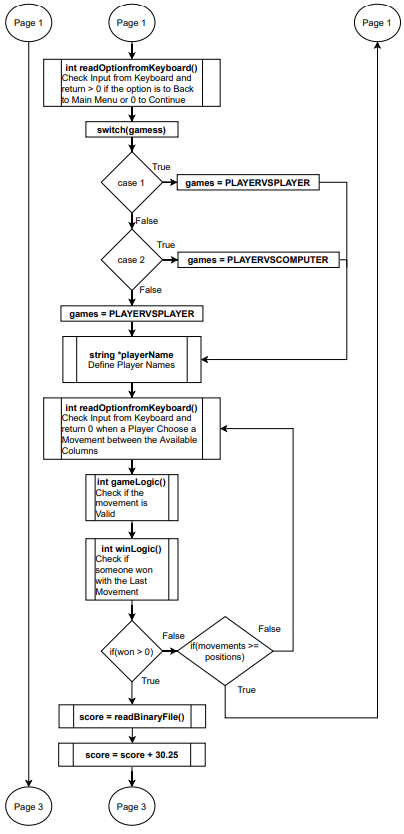 Page 1
Page 1
Page 1
int readOptionfromKeyboard()
Check Input from Keyboard and
return > 0 if the option is to Back
to Main Menu or 0 to Continue
switch(gamess)
True
case 1
games = PLAYERVSPLAYER
False
True
case 2
games = PLAYERVSCOMPUTER
False
games = PLAYERVSPLAYER
string *playerName
Define Player Names
int readOptionfromKeyboard()
Check Input from Keyboard and
return 0 when a Player Choose a
Movement between the Available
Columns
int gameLogic()
Check if the
movement is
Valid
int winLogic()
Check if
someone won
with the Last
Movement
False
False
if(won > 0)
if(movements >=
positions)
True
True
score = readBinaryFile()
score = score + 30.25
Page 3
Page 3